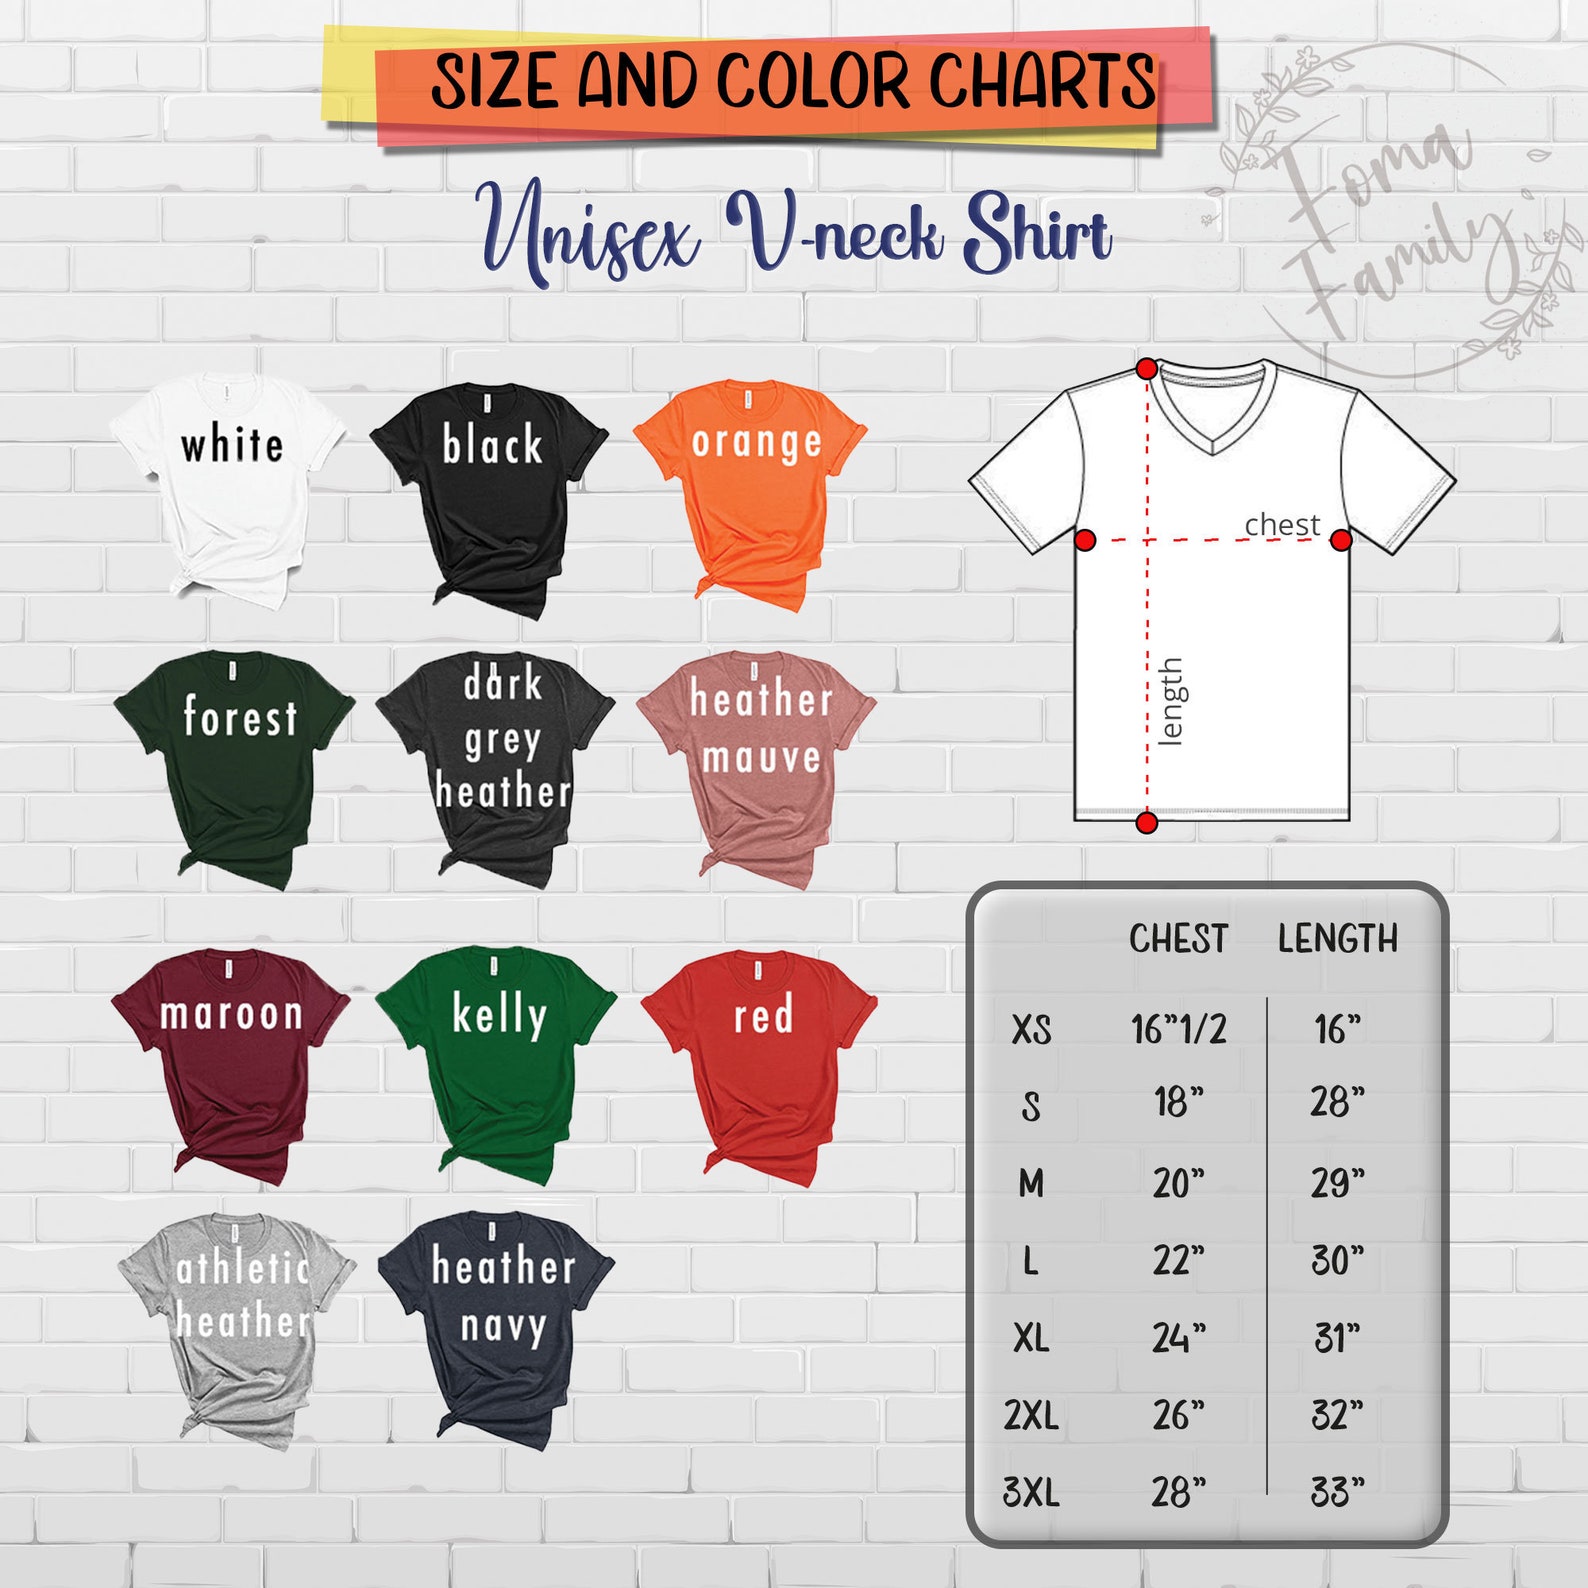 SIZE AND COLOR CHARTS
Foma
Family
Unisex V-neck Shirt
white
black
orange
forest
dark
grey
heather
heather
mauve
maroon
kelly
red
athletic
heather
heather
navy
chest
length
CHEST LENGTH
XS 16”1/2 16”
S 18” 28”
M 20” 29”
L 22” 30”
XL 24” 31”
2XL 26” 32”
3XL 28” 33”